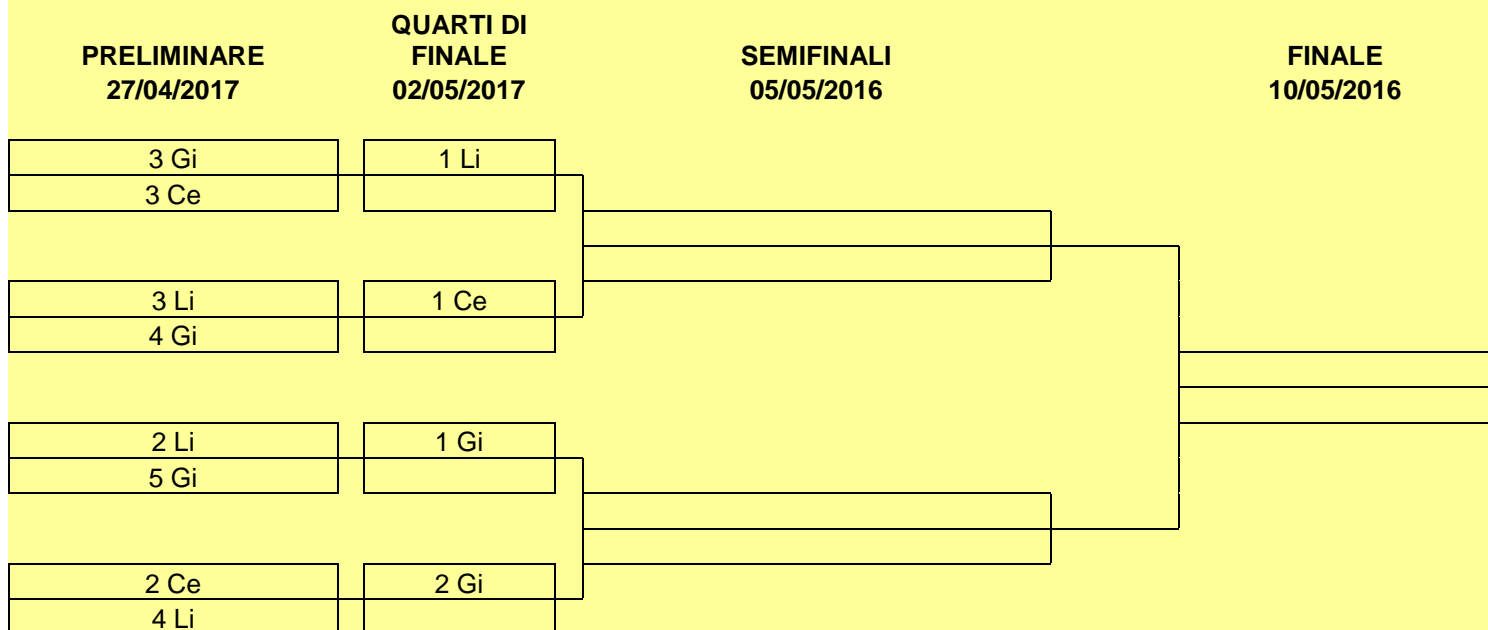 QUARTI DI
PRELIMINARE FINALE SEMIFINALI FINALE
27/04/2017 02/05/2017 05/05/2016 10/05/2016
3 Gi 1 Li
3 Ce
3 Li 1 Ce
4 Gi
2 Li 1 Gi
5 Gi
2 Ce 2 Gi
4 Li